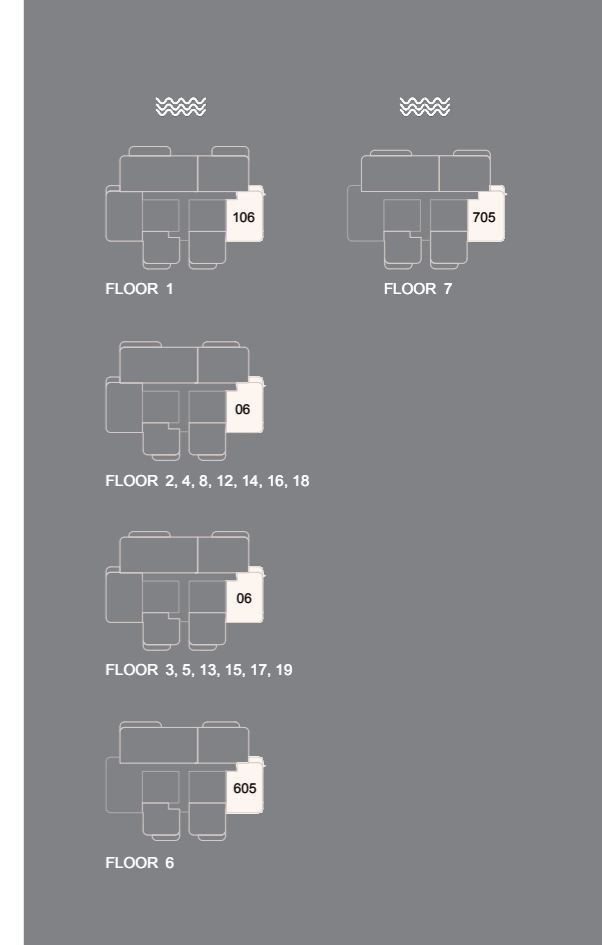 106
705
FLOOR 1
FLOOR 7
06
FLOOR 2, 4, 8, 12, 14, 16, 18
06
FLOOR 3, 5, 13, 15, 17, 19
605
FLOOR 6